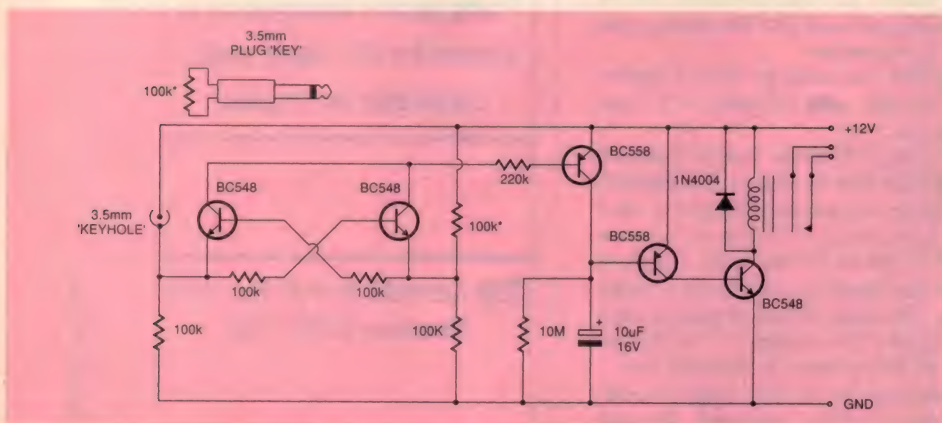 3.5mm
PLUG 'KEY'
100k*
+12V
BC558
1N4004
220k
BC548
BC548
3.5mm
'KEYHOLE'
100k*
BC558
100k
100k
BC548
100k
100K
10M
+
10uF
16V
GND